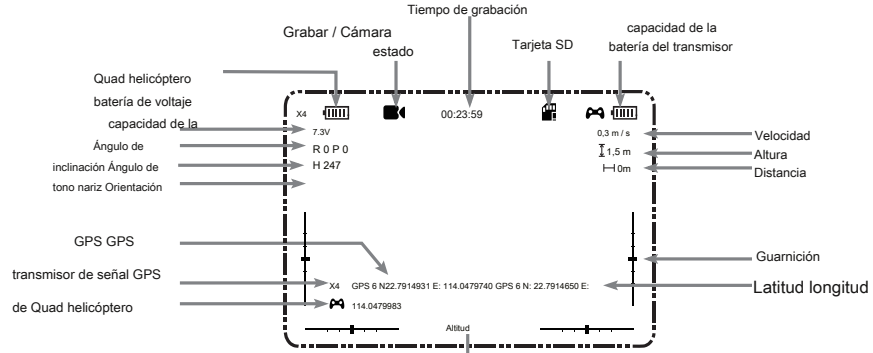 Tiempo de grabación
Grabar / Cámara
estado
Tarjeta SD
capacidad de la
batería del transmisor
Quad helicóptero
batería de voltaje
capacidad de la
Ángulo de
inclinación Ángulo de
tono nariz Orientación
X4
00:23:59
7.3V
R 0 P 0
H 247
0,3 m / s
1,5 m
0m
Velocidad
Altura
Distancia
GPS GPS
transmisor de señal GPS
de Quad helicóptero
Guarnición
Latitud longitud
X4 GPS 6 N22.7914931 E: 114.0479740 GPS 6 N: 22.7914650 E:
114.0479983
Altitud